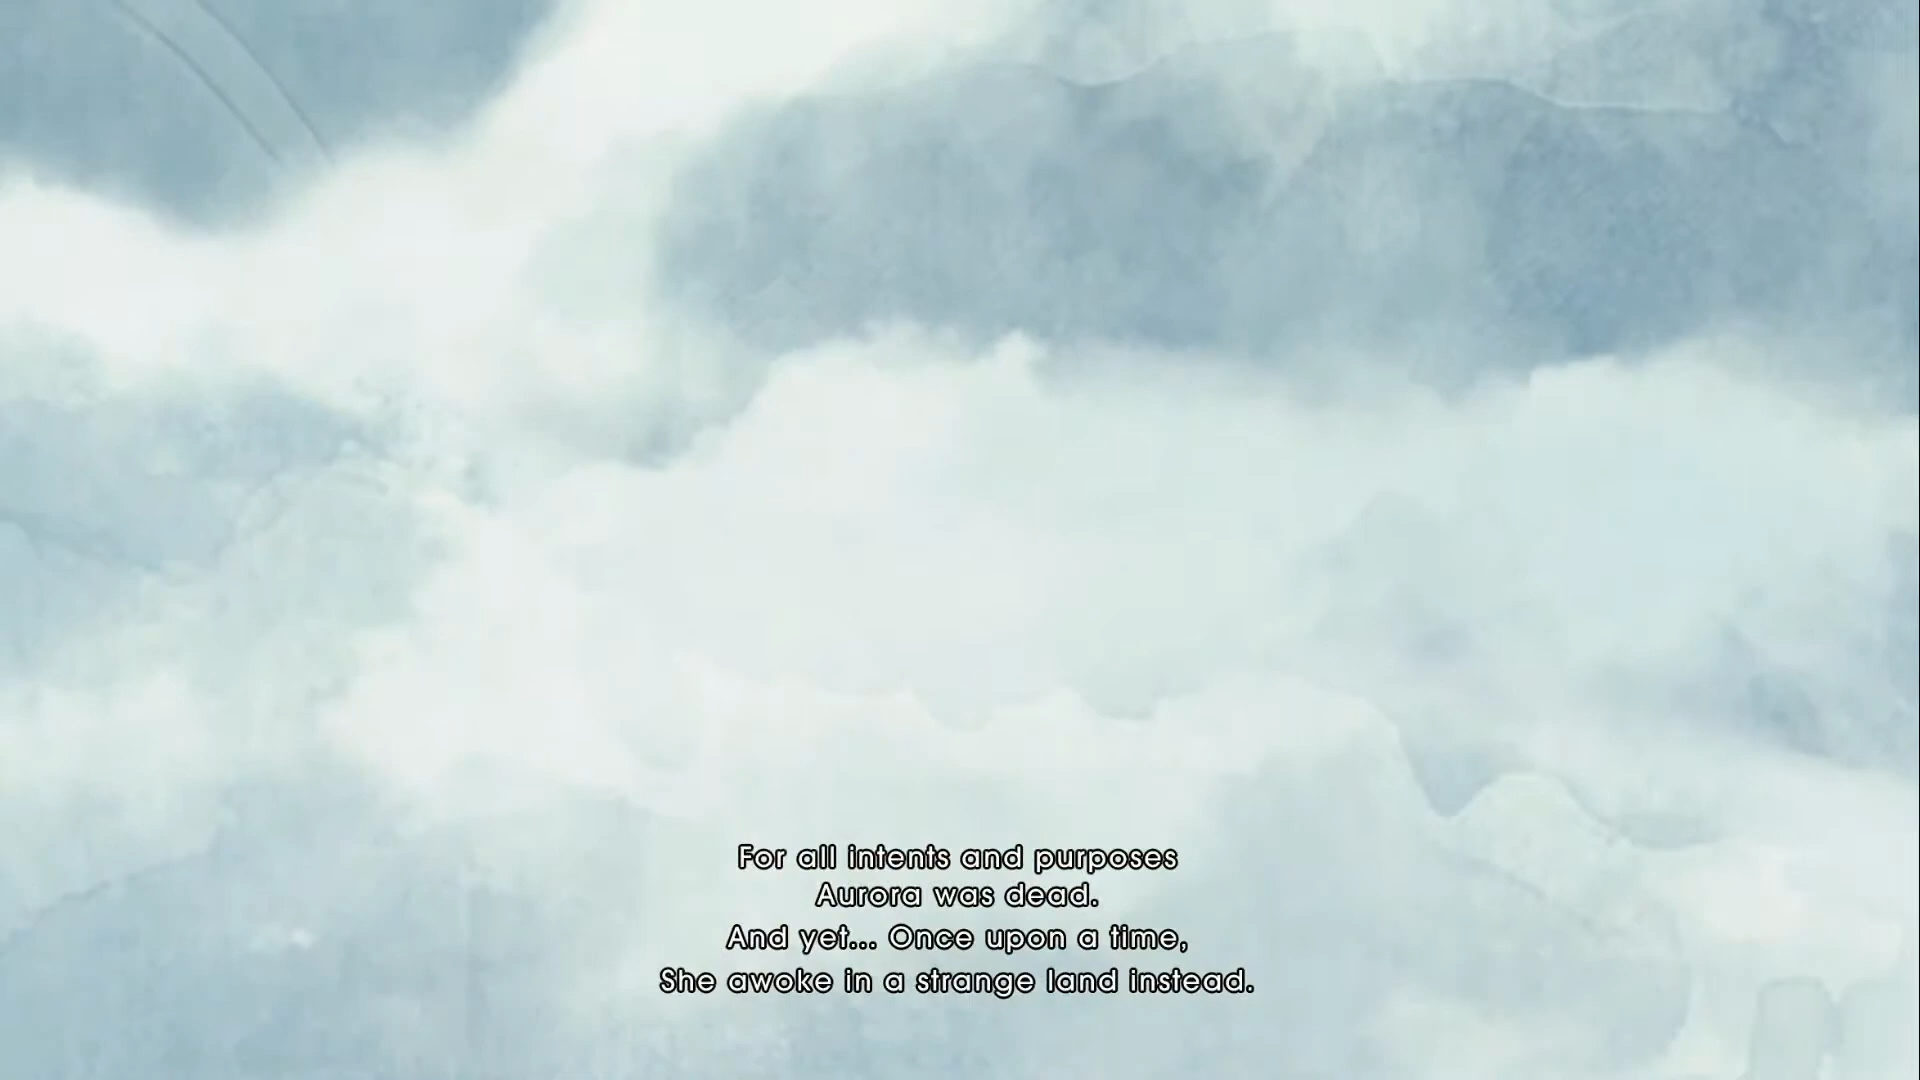 For all intents and purposes
Aurora was dead.
And yet... Once upon a time,
She awoke in a strange land instead.